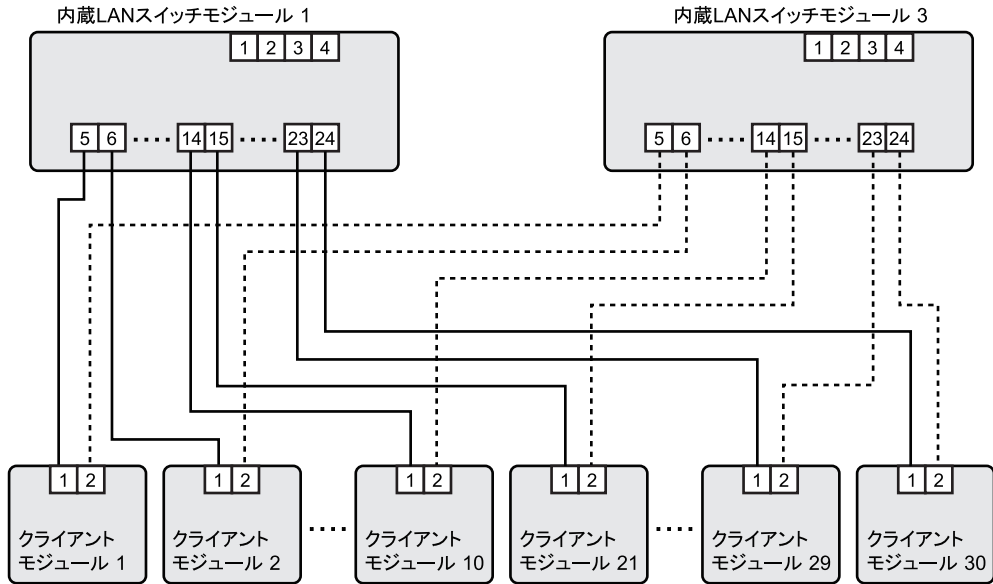 内蔵LANスイッチモジュール 1
内蔵LANスイッチモジュール 3
1 2 3 4
1 2 3 4
5 6 ‥‥ 14 15 ‥‥ 23 24
5 6 ‥‥ 14 15 ‥‥ 23 24
1 2
1 2
1 2
1 2
1 2
1 2
クライアント
モジュール 1
クライアント
モジュール 2
‥‥
クライアント
モジュール 10
クライアント
モジュール 21
‥‥
クライアント
モジュール 29
クライアント
モジュール 30